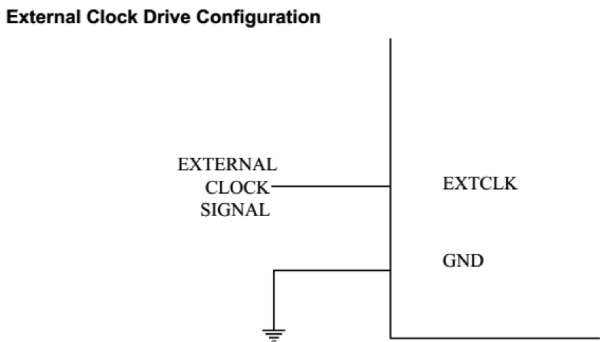 External Clock Drive Configuration
EXTERNAL
CLOCK
SIGNAL
EXTCLK
GND